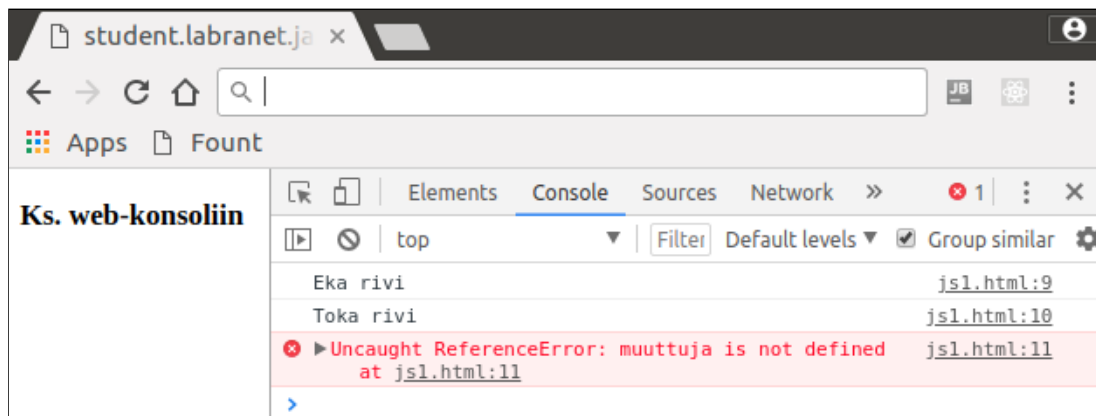 student.labranet.ja
JB
Apps Fount
Ks. web-konsoliin
Elements Console Sources Network » 1
top Filter Default levels Group similar
Eka rivi js1.html:9
Toka rivi js1.html:10
Uncaught ReferenceError: muuttuja is not defined js1.html:11
at js1.html:11